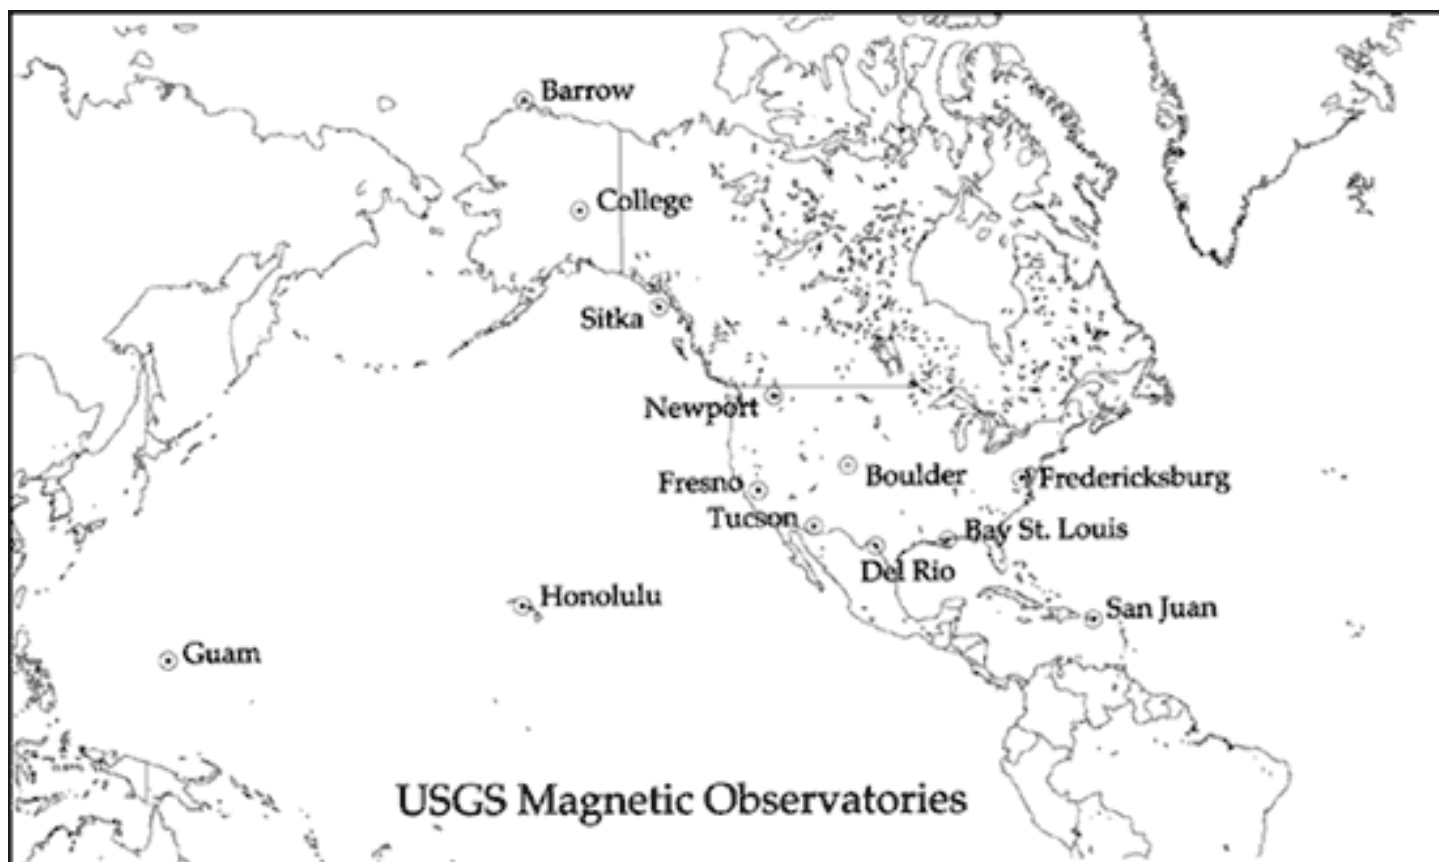 Barrow
College
Sitka
Newport
Boulder
Fredericksburg
Fresno
Tucson
Bay St. Louis
Del Rio
Honolulu
San Juan
Guam
USGS Magnetic Observatories